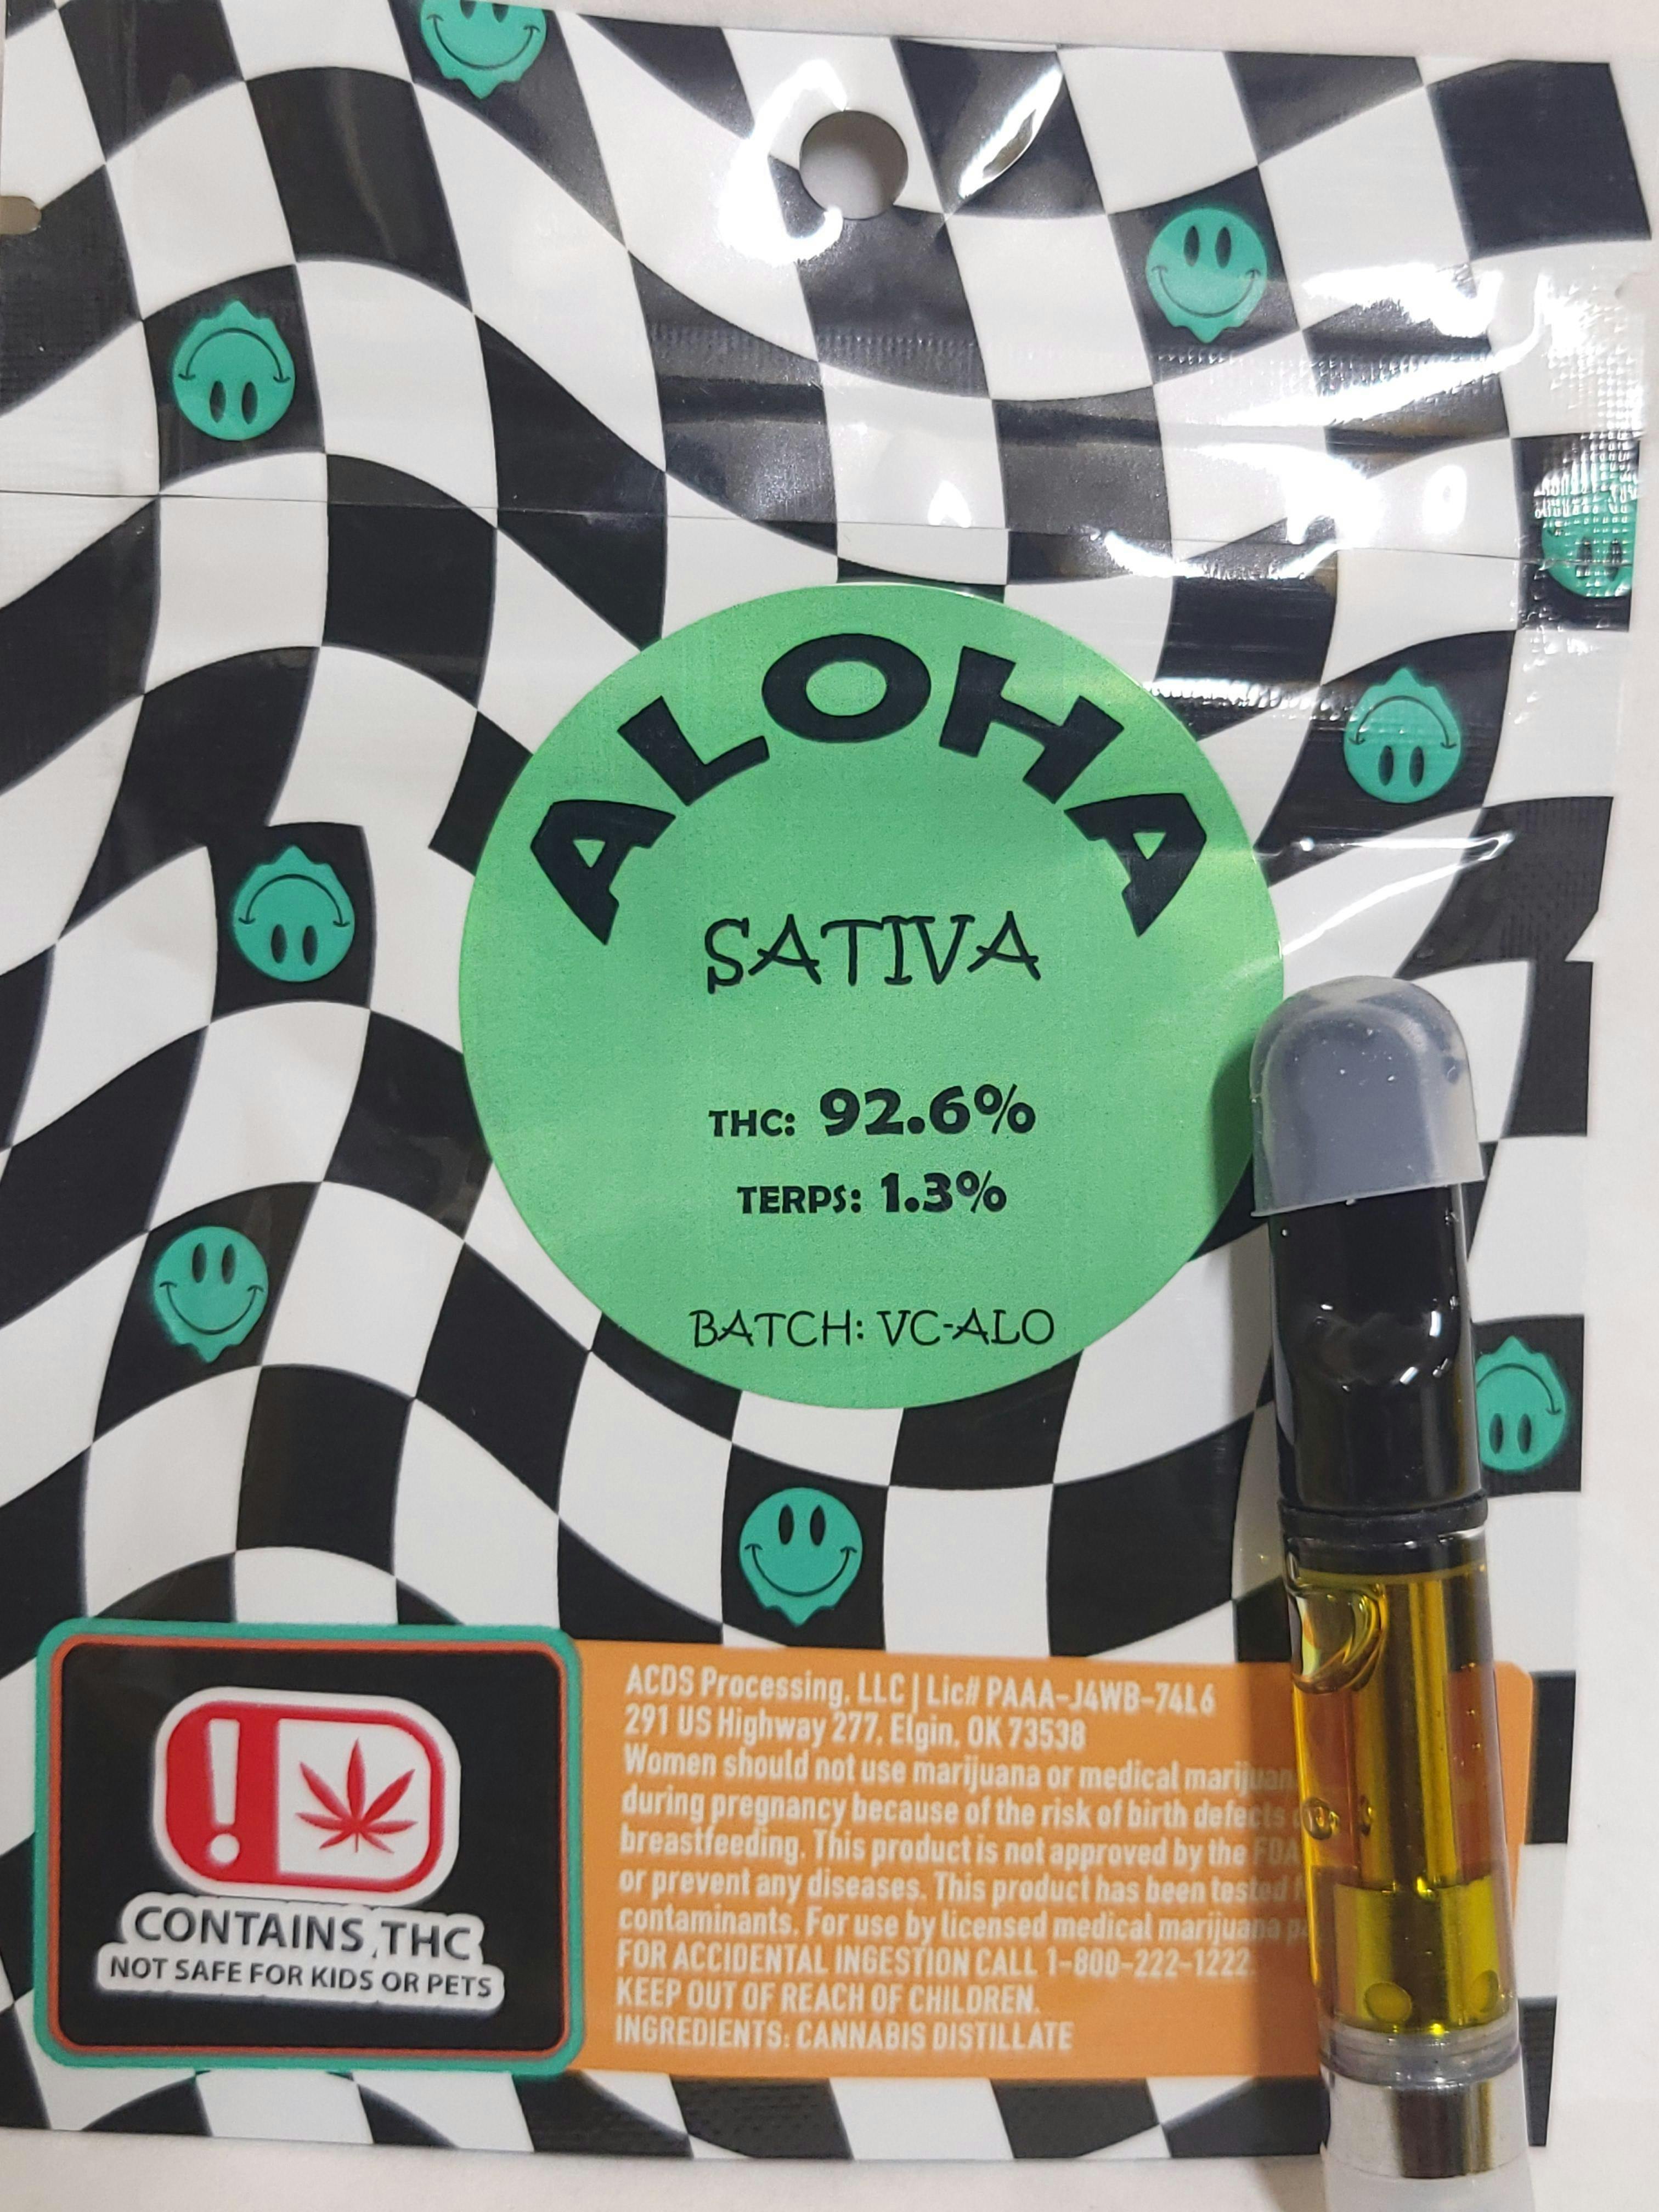 ALOHA
SATIVA
THC: 92.6%
TERPS: 1.3%
BATCH: VC-ALO
CONTAINS THC
NOT SAFE FOR KIDS OR PETS
ACDS Processing, LLC | Lic# PAAA-J4WB-74L6
291 US Highway 277, Elgin, OK 73538
Women should not use marijuana or medical marijuan
during pregnancy because of the risk of birth defects
breastfeeding. This product is not approved by the FDA
or prevent any diseases. This product has been tested
contaminants. For use by licensed medical marijuana
FOR ACCIDENTAL INGESTION CALL 1-800-222-1222.
KEEP OUT OF REACH OF CHILDREN.
INGREDIENTS: CANNABIS DISTILLATE